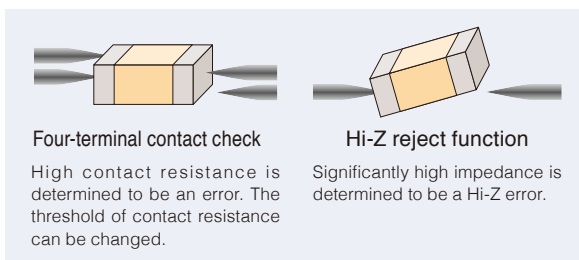 Four-terminal contact check
High contact resistance is
determined to be an error. The
threshold of contact resistance
can be changed.
Hi-Z reject function
Significantly high impedance is
determined to be a Hi-Z error.